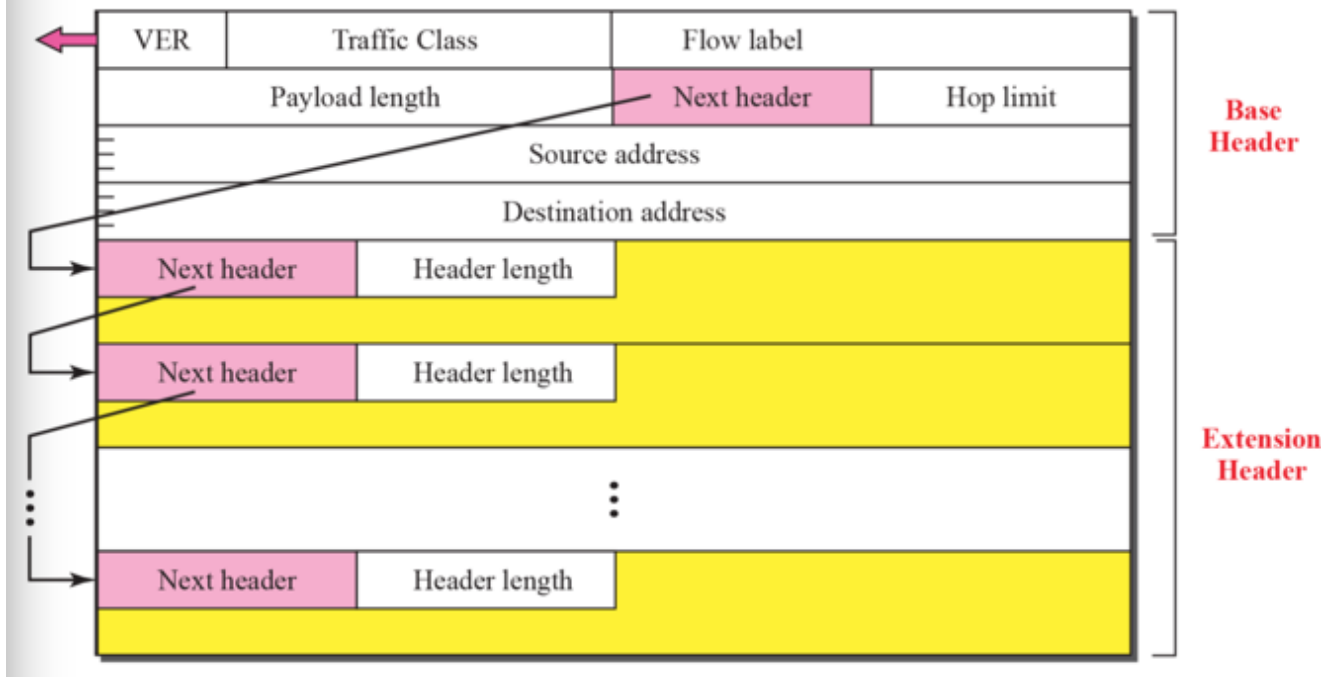 VER Traffic Class Flow label
Payload length Next header Hop limit
Base
Header
Source address
Destination address
Next header Header length
Next header Header length
Extension
Header
Next header Header length